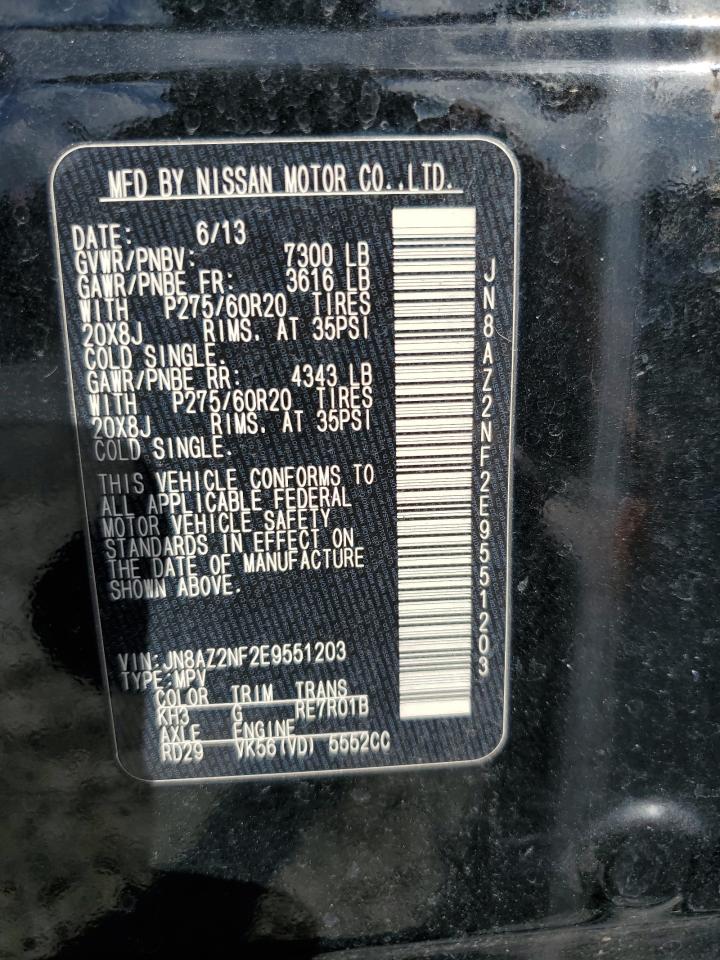 MFD BY NISSAN MOTOR CO.,LTD.
DATE: 6/13
GVWR/PNBV: 7300 LB
GAWR/PNBE FR: 3616 LB
WITH P275/60R20 TIRES
20X8J RIMS. AT 35PSI
COLD SINGLE.
GAWR/PNBE RR: 4343 LB
WITH P275/60R20 TIRES
20X8J RIMS. AT 35PSI
COLD SINGLE.
THIS VEHICLE CONFORMS TO
ALL APPLICABLE FEDERAL
MOTOR VEHICLE SAFETY
STANDARDS IN EFFECT ON
THE DATE OF MANUFACTURE
SHOWN ABOVE.
VIN:JN8AZ2NF2E9551203
TYPE:MPV
COLOR TRIM TRANS
KH3 G RE7R01B
AXLE ENGINE
RD29 VK56(VD) 5552CC
JN8AZ2NF2E9551203